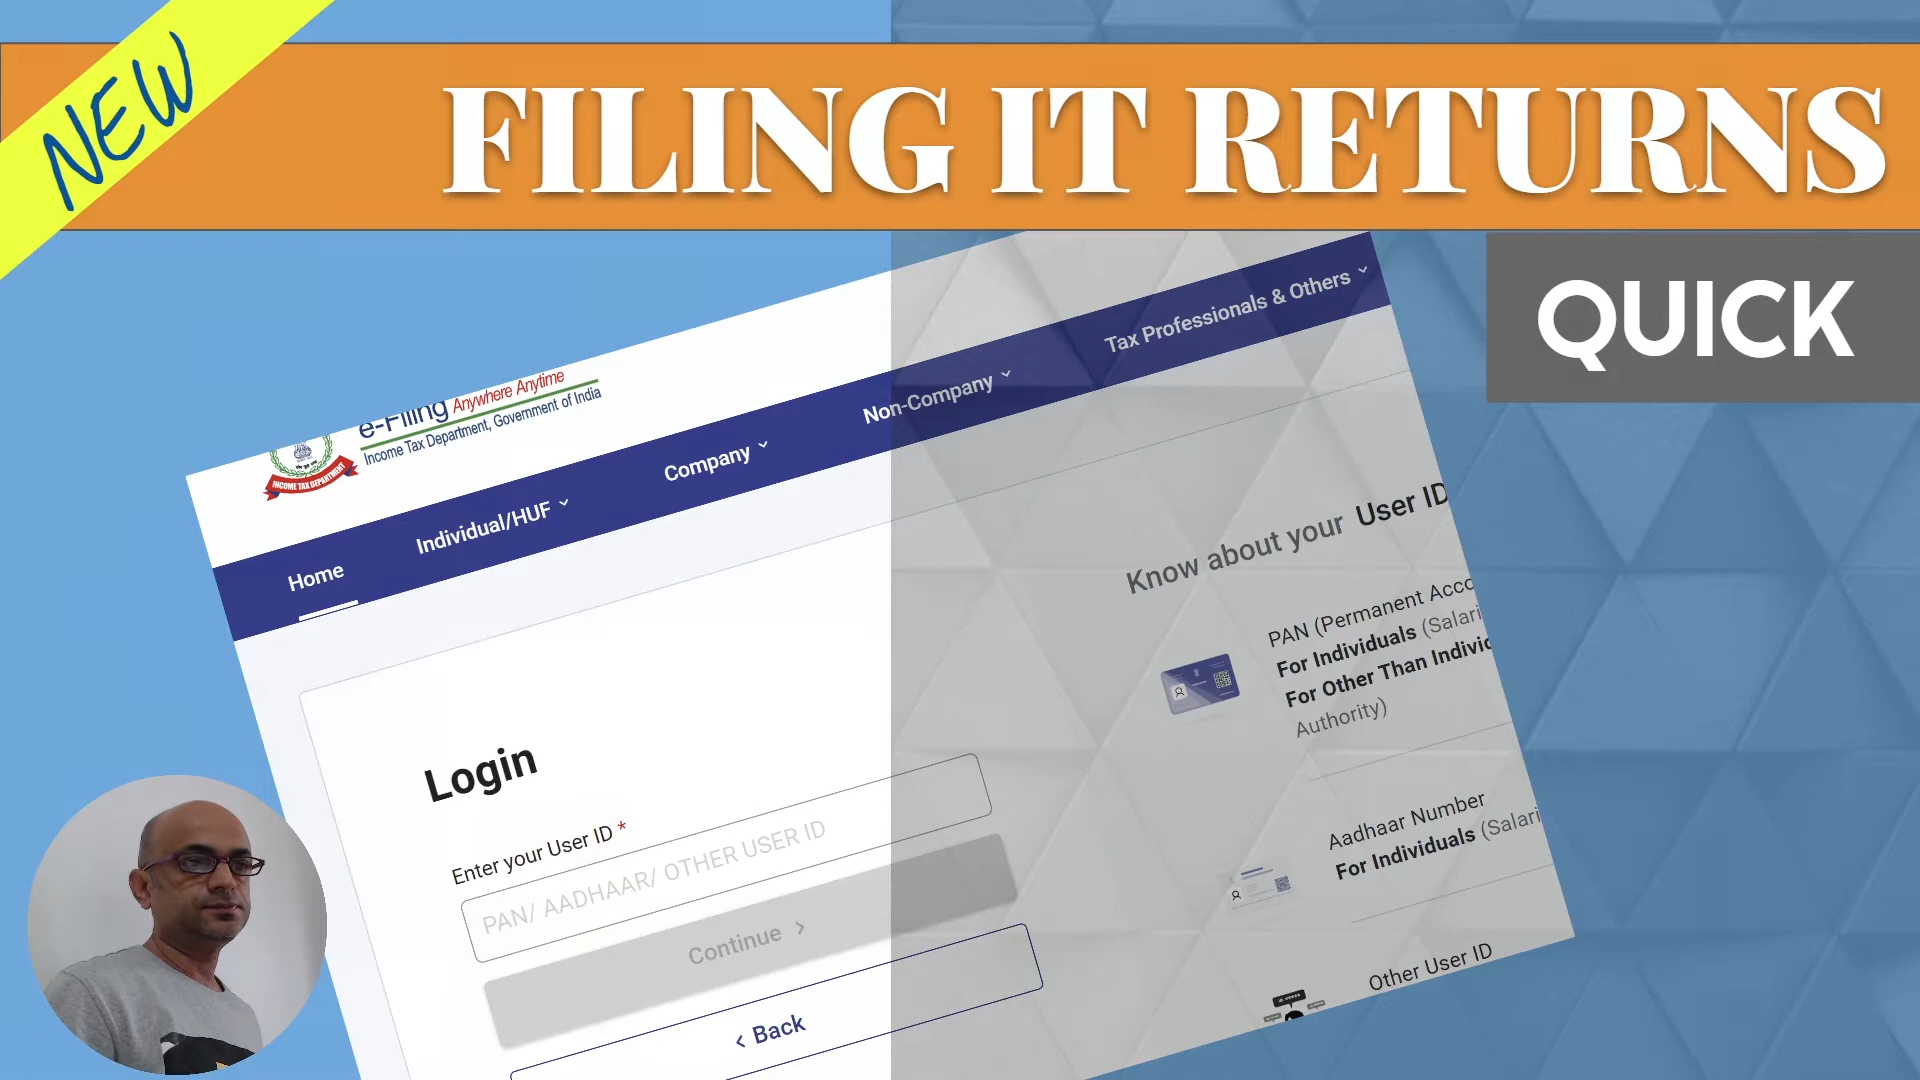 NEW
FILING IT RETURNS
QUICK
e-Filing Anywhere Anytime
Income Tax Department, Government of India
INCOME TAX DEPARTMENT
Home
Individual/HUF
Company
Non-Company
Tax Professionals & Others
Login
Enter your User ID *
PAN/ AADHAAR/ OTHER USER ID
Continue >
< Back
Know about your User ID
PAN (Permanent Acco
For Individuals (Salari
For Other Than Individ
Authority)
Aadhaar Number
For Individuals (Salari
Other User ID